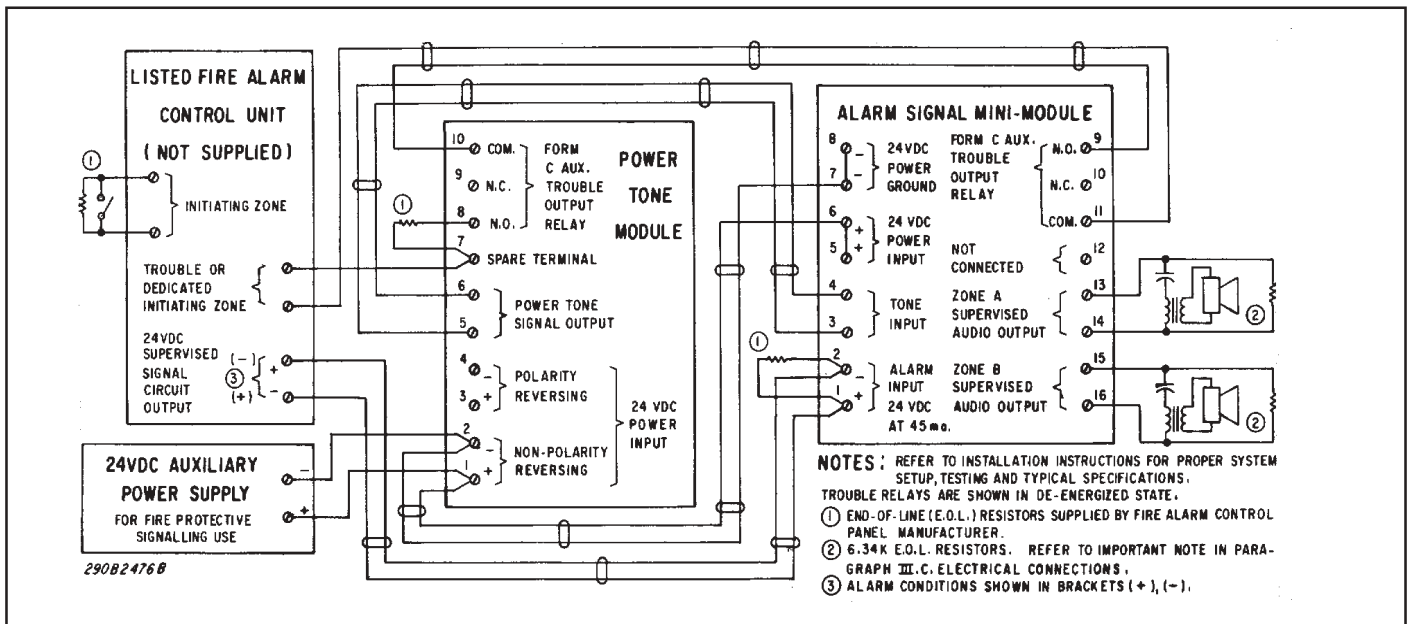 LISTED FIRE ALARM
CONTROL UNIT
(NOT SUPPLIED)
①
INITIATING ZONE
TROUBLE OR
DEDICATED
INITIATING ZONE
24VDC
SUPERVISED
SIGNAL
CIRCUIT
OUTPUT
③
(-)
+
-
(+)
24VDC AUXILIARY
POWER SUPPLY
FOR FIRE PROTECTIVE
SIGNALLING USE
-
+
290B2476B
POWER
TONE
MODULE
10 COM.
9 N.C.
8 N.O.
FORM
C AUX.
TROUBLE
OUTPUT
RELAY
①
7 SPARE TERMINAL
6
5
POWER TONE
SIGNAL OUTPUT
4 -
3 +
POLARITY
REVERSING
2 -
1 +
NON-POLARITY
REVERSING
24 VDC
POWER
INPUT
ALARM SIGNAL MINI-MODULE
8 -
7 -
24VDC
POWER
GROUND
6 +
5 +
24 VDC
POWER
INPUT
4
3
TONE
INPUT
①
2 -
1 +
ALARM
INPUT
24 VDC
AT 45ma.
FORM C AUX.
TROUBLE
OUTPUT
RELAY
N.O. 9
N.C. 10
COM. 11
NOT
CONNECTED
12
ZONE A
SUPERVISED
AUDIO OUTPUT
13
14
②
ZONE B
SUPERVISED
AUDIO OUTPUT
15
16
②
NOTES: REFER TO INSTALLATION INSTRUCTIONS FOR PROPER SYSTEM
SETUP, TESTING AND TYPICAL SPECIFICATIONS.
TROUBLE RELAYS ARE SHOWN IN DE-ENERGIZED STATE.
① END-OF-LINE (E.O.L.) RESISTORS SUPPLIED BY FIRE ALARM CONTROL
PANEL MANUFACTURER.
② 6.34K E.O.L. RESISTORS. REFER TO IMPORTANT NOTE IN PARA-
GRAPH III.C. ELECTRICAL CONNECTIONS.
③ ALARM CONDITIONS SHOWN IN BRACKETS (+), (-).